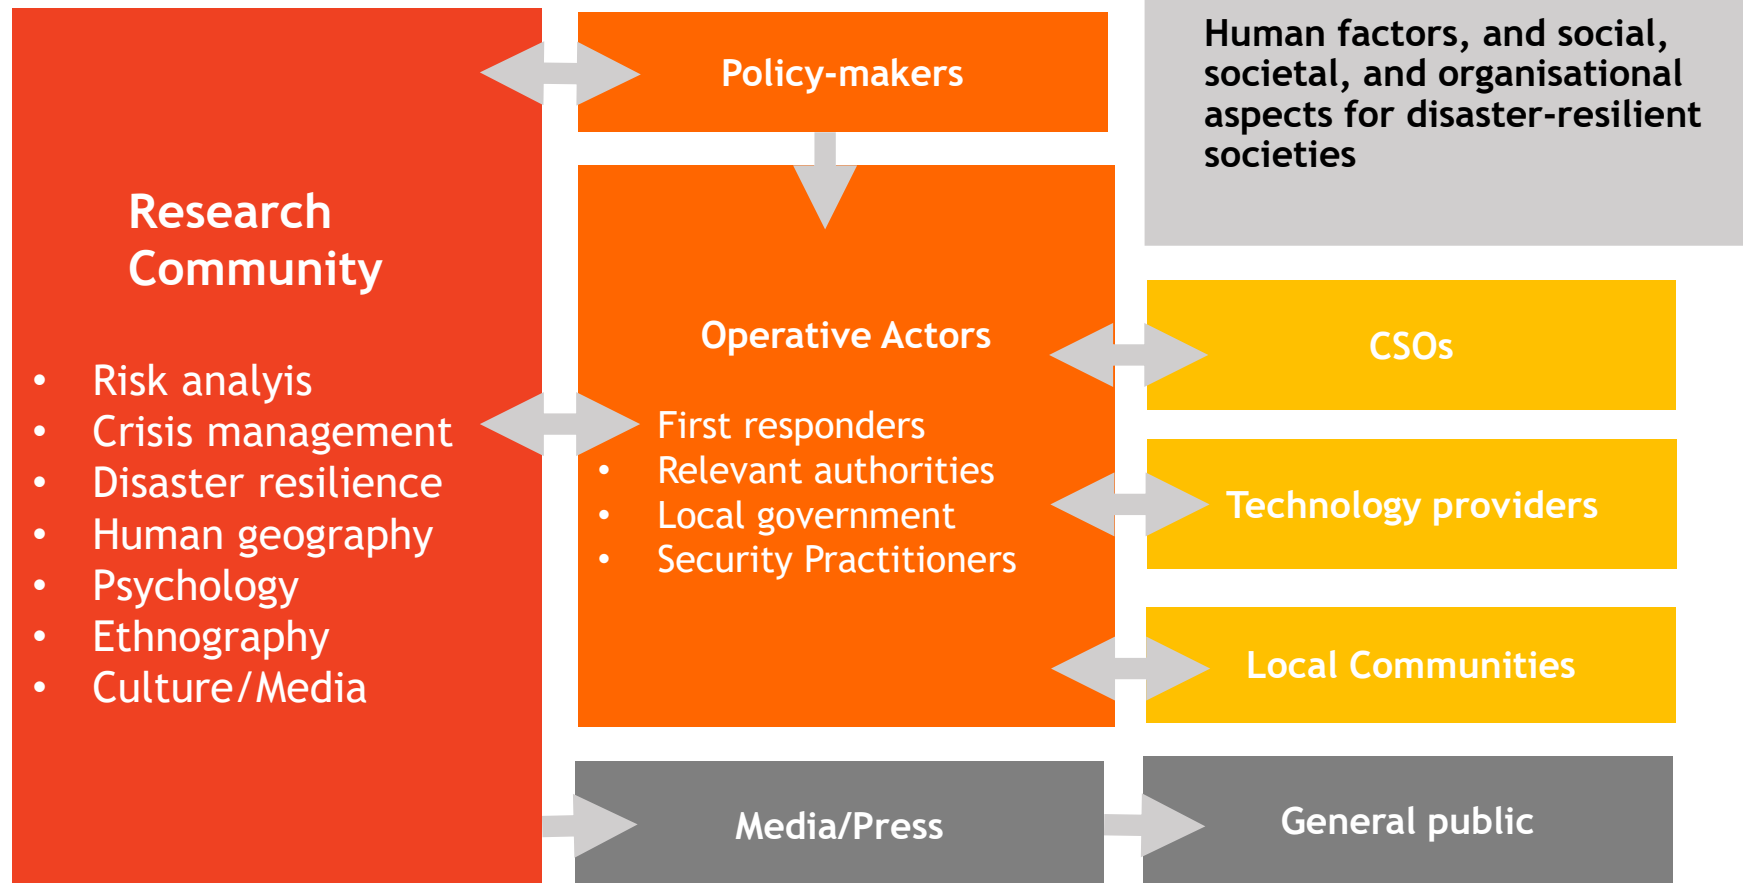 Research
Community
• Risk analyis
• Crisis management
• Disaster resilience
• Human geography
• Psychology
• Ethnography
• Culture/Media
Policy-makers
Operative Actors
First responders
• Relevant authorities
• Local government
• Security Practitioners
Media/Press
Human factors, and social,
societal, and organisational
aspects for disaster-resilient
societies
CSOs
Technology providers
Local Communities
General public